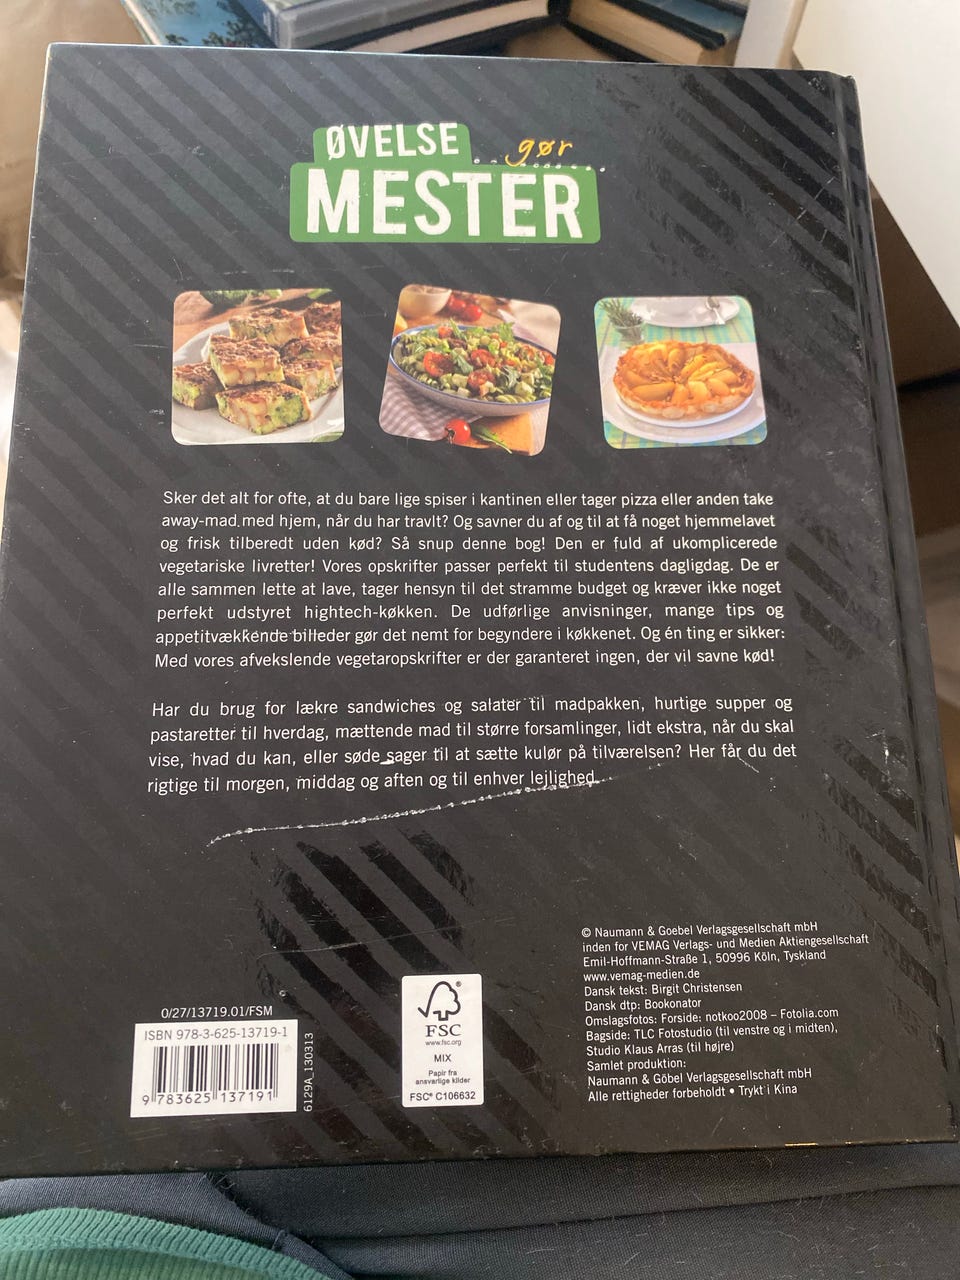 ØVELSE gør
MESTER
Sker det alt for ofte, at du bare lige spiser i kantinen eller tager pizza eller anden take
away-mad med hjem, når du har travlt? Og savner du af og til at få noget hjemmelavet
og frisk tilberedt uden kød? Så snup denne bog! Den er fuld af ukomplicerede
vegetariske livretter! Vores opskrifter passer perfekt til studentens dagligdag. De er
alle sammen lette at lave, tager hensyn til det stramme budget og kræver ikke noget
perfekt udstyret hightech-køkken. De udførlige anvisninger, mange tips og
appetitvækkende billeder gør det nemt for begyndere i køkkenet. Og én ting er sikker:
Med vores afvekslende vegetaropskrifter er der garanteret ingen, der vil savne kød!
Har du brug for lækre sandwiches og salater til madpakken, hurtige supper og
pastaretter til hverdag, mættende mad til større forsamlinger, lidt ekstra, når du skal
vise, hvad du kan, eller søde sager til at sætte kulør på tilværelsen? Her får du det
rigtige til morgen, middag og aften og til enhver lejlighed.
0/27/13719.01/FSM
ISBN 978-3-625-13719-1
9 783625 137191
6129A_130313
FSC
www.fsc.org
MIX
Papir fra
ansvarlige kilder
FSC® C106632
© Naumann & Goebel Verlagsgesellschaft mbH
inden for VEMAG Verlags- und Medien Aktiengesellschaft
Emil-Hoffmann-Straße 1, 50996 Köln, Tyskland
www.vemag-medien.de
Dansk tekst: Birgit Christensen
Dansk dtp: Bookonator
Omslagsfotos: Forside: notkoo2008 – Fotolia.com
Bagside: TLC Fotostudio (til venstre og i midten),
Studio Klaus Arras (til højre)
Samlet produktion:
Naumann & Göbel Verlagsgesellschaft mbH
Alle rettigheder forbeholdt • Trykt i Kina